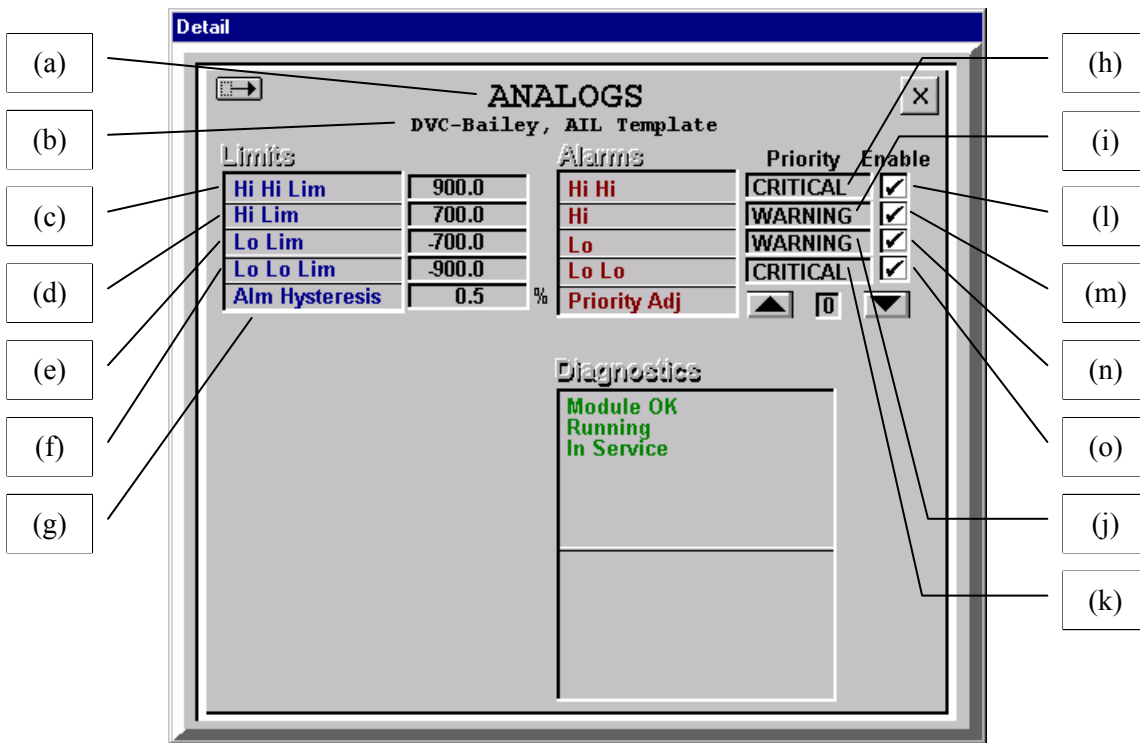 Detail
(a)
(b)
(c)
(d)
(e)
(f)
(g)
ANALOGS
×
DVC-Bailey, AIL Template
Limits
Hi Hi Lim 900.0
Hi Lim 700.0
Lo Lim -700.0
Lo Lo Lim -900.0
Alm Hysteresis 0.5 %
Alarms Priority Enable
Hi Hi CRITICAL ✓
Hi WARNING ✓
Lo WARNING ✓
Lo Lo CRITICAL ✓
Priority Adj 0
Diagnostics
Module OK
Running
In Service
(h)
(i)
(l)
(m)
(n)
(o)
(j)
(k)